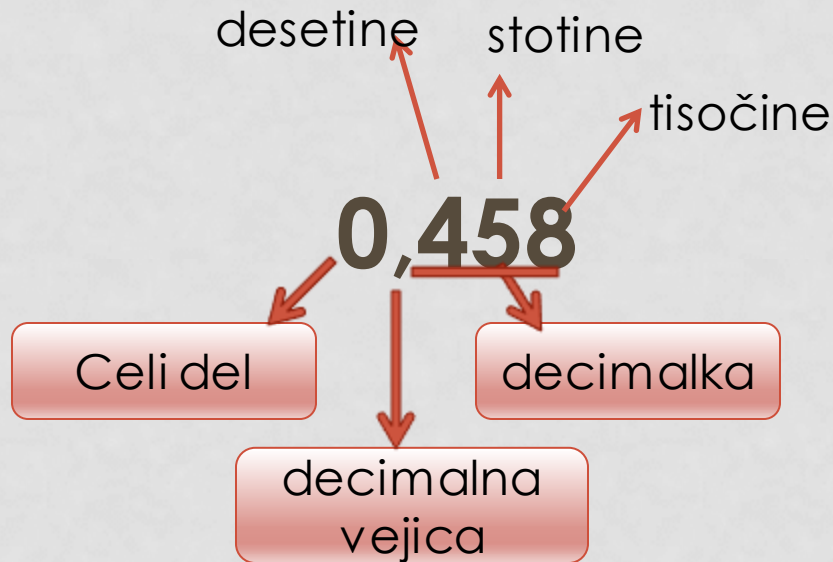 desetine stotine
tisočine
0,458
Celi del
decimalka
decimalna
vejica